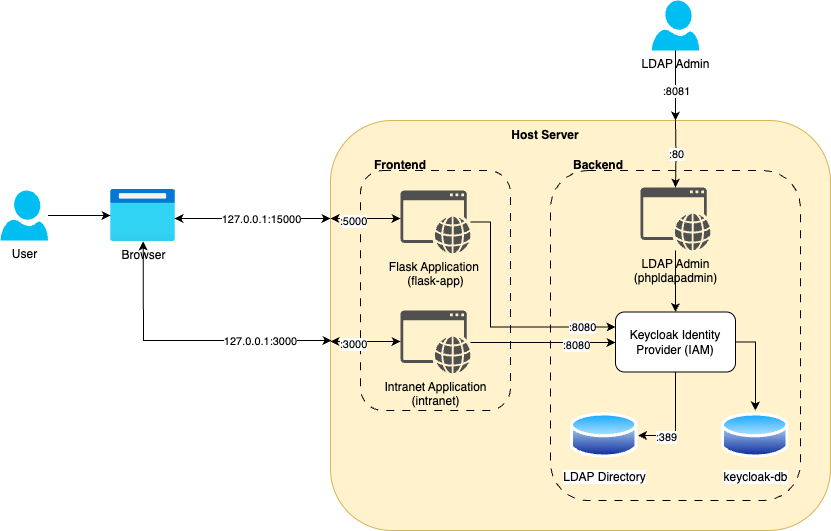 LDAP Admin
:8081
Host Server
Frontend
Backend
:80
User
Browser
127.0.0.1:15000
:5000
Flask Application
(flask-app)
LDAP Admin
(phpldapadmin)
127.0.0.1:3000
:3000
Intranet Application
(intranet)
:8080
:8080
Keycloak Identity
Provider (IAM)
:389
LDAP Directory
keycloak-db